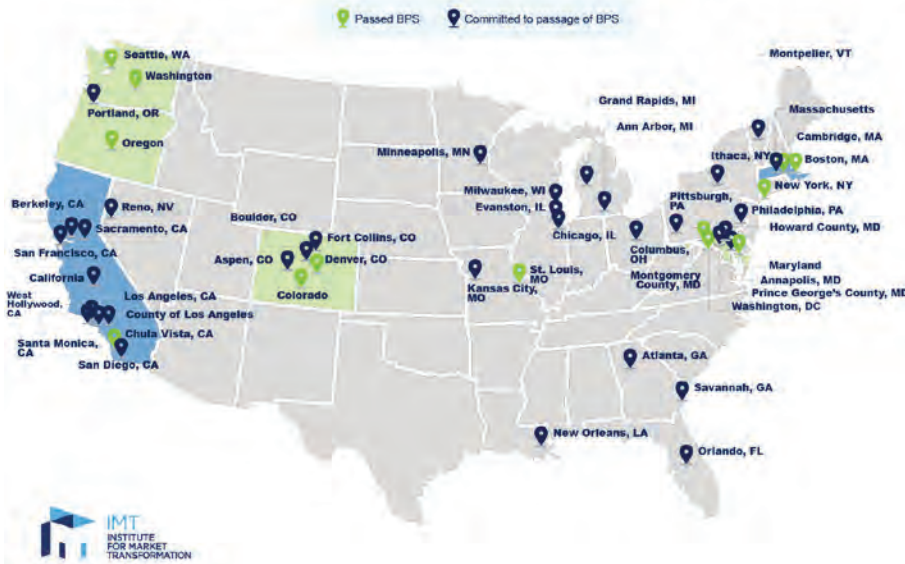 Passed BPS
Committed to passage of BPS
Seattle, WA
Washington
Portland, OR
Oregon
Berkeley, CA
Reno, NV
Sacramento, CA
San Francisco, CA
California
West
Hollywood,
CA
Los Angeles, CA
County of Los Angeles
Chula Vista, CA
Santa Monica,
CA
San Diego, CA
Boulder, CO
Fort Collins, CO
Aspen, CO
Denver, CO
Colorado
Minneapolis, MN
Milwaukee, WI
Evanston, IL
Chicago, IL
Kansas City,
MO
St. Louis,
MO
Grand Rapids, MI
Ann Arbor, MI
Montpelier, VT
Massachusetts
Cambridge, MA
Ithaca, NY
Boston, MA
New York, NY
Pittsburgh,
PA
Philadelphia, PA
Howard County, MD
Columbus,
OH
Montgomery
County, MD
Maryland
Annapolis, MD
Prince George's County, MD
Washington, DC
Atlanta, GA
Savannah, GA
New Orleans, LA
Orlando, FL
IMT
INSTITUTE
FOR MARKET
TRANSFORMATION